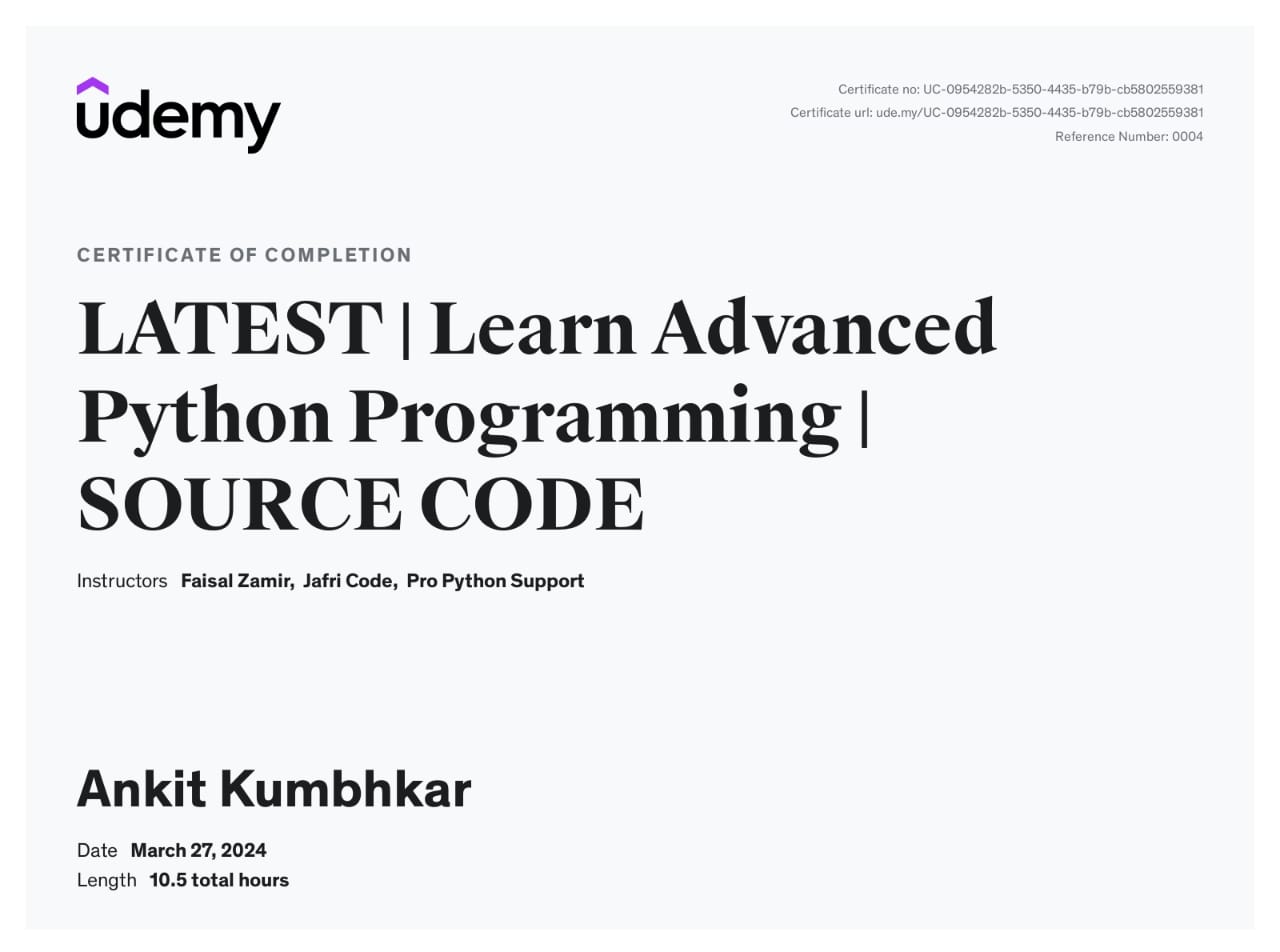 udemy
Certificate no: UC-0954282b-5350-4435-b79b-cb5802559381
Certificate url: ude.my/UC-0954282b-5350-4435-b79b-cb5802559381
Reference Number: 0004
CERTIFICATE OF COMPLETION
LATEST | Learn Advanced
Python Programming |
SOURCE CODE
Instructors Faisal Zamir, Jafri Code, Pro Python Support
Ankit Kumbhkar
Date March 27, 2024
Length 10.5 total hours